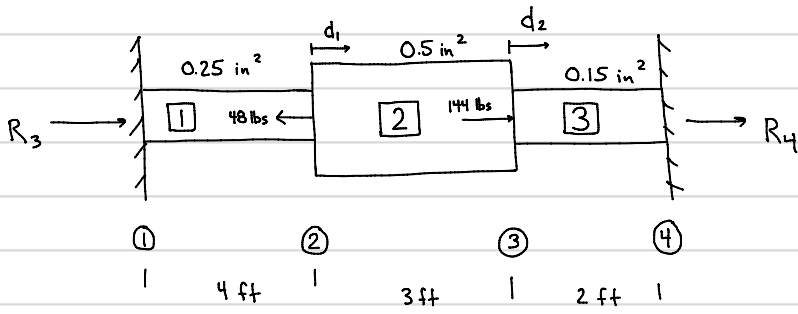 d₁ d₂
0.25 in² 0.5 in² 0.15 in²
R₃ 1 48 lbs 2 144 lbs 3 R₄
① ② ③ ④
4 ft 3 ft 2 ft